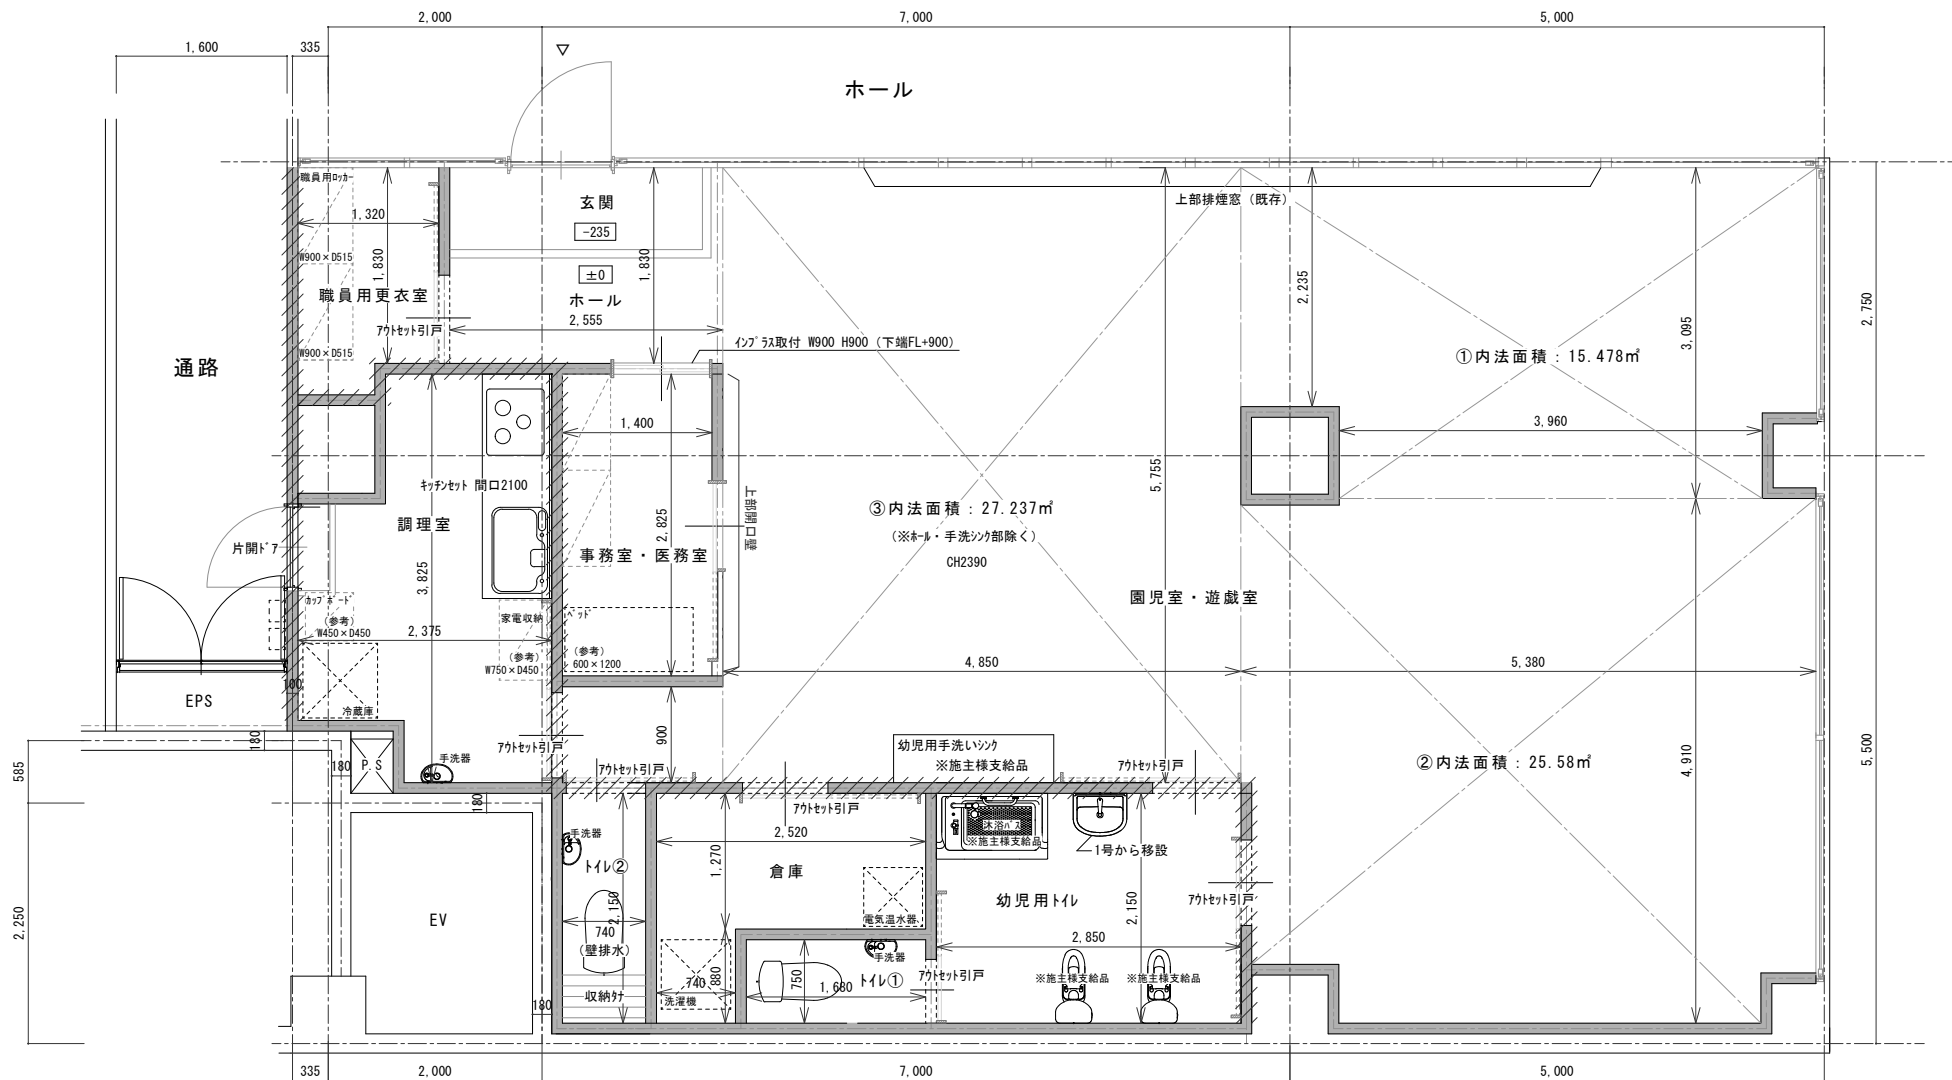 2,000
7,000
5,000
1,600
335
ホール
職員用ﾛｯｶｰ
1,320
W900×D515
1,830
職員用更衣室
W900×D515
ｱｳﾄｾｯﾄ引戸
玄関
-235
±0
ホール
1,830
2,555
上部排煙窓（既存）
2,235
3,095
2,750
ｲﾝﾌﾟﾗｽ取付 W900 H900（下端FL+900）
①内法面積：15.478㎡
3,960
通路
1,400
ｷｯﾁﾝｾｯﾄ 間口2100
調理室
片開ﾄﾞｱ
3,825
2,825
事務室・医務室
上部開口壁
③内法面積：27.237㎡
（※ﾎｰﾙ・手洗ｼﾝｸ部除く）
CH2390
5,755
園児室・遊戯室
ｶｯﾌﾟﾎﾞｰﾄﾞ
（参考）
W450×D450
2,375
家電収納
（参考）
W750×D450
ﾍﾞｯﾄﾞ
（参考）
600×1200
4,850
5,380
EPS
100
冷蔵庫
900
180
180
P.S
手洗器
ｱｳﾄｾｯﾄ引戸
ｱｳﾄｾｯﾄ引戸
幼児用手洗いｼﾝｸ
※施主様支給品
ｱｳﾄｾｯﾄ引戸
②内法面積：25.58㎡
4,910
5,500
585
180
ｱｳﾄｾｯﾄ引戸
手洗器
ﾄｲﾚ②
2,150
740
（壁排水）
収納ﾀﾅ
2,520
1,270
倉庫
電気温水器
沐浴ﾊﾞｽ
※施主様支給品
1号から移設
幼児用ﾄｲﾚ
2,150
ｱｳﾄｾｯﾄ引戸
2,850
EV
2,250
740
880
洗濯機
750
手洗器
ﾄｲﾚ①
1,680
ｱｳﾄｾｯﾄ引戸
※施主様支給品
※施主様支給品
180
335
2,000
7,000
5,000